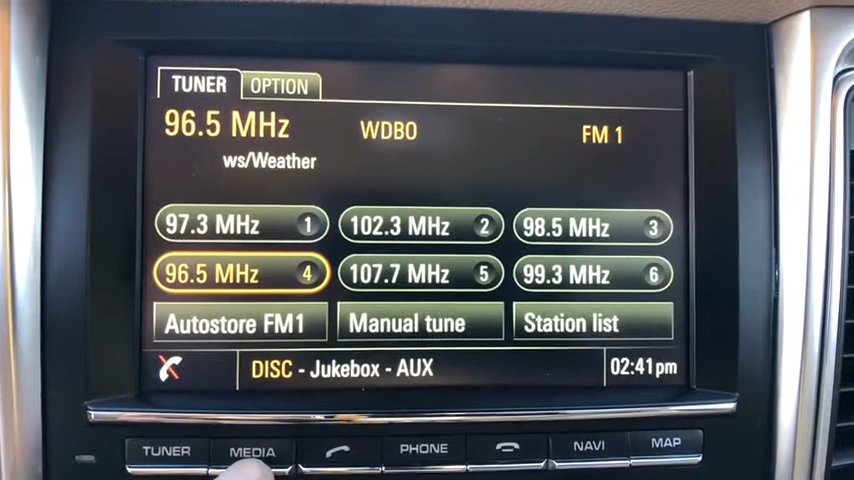 TUNER OPTION
96.5 MHz WDBO FM 1
ws/Weather
97.3 MHz 1 102.3 MHz 2 98.5 MHz 3
96.5 MHz 4 107.7 MHz 5 99.3 MHz 6
Autostore FM1 Manual tune Station list
DISC - Jukebox - AUX 02:41 pm
TUNER MEDIA PHONE NAVI MAP